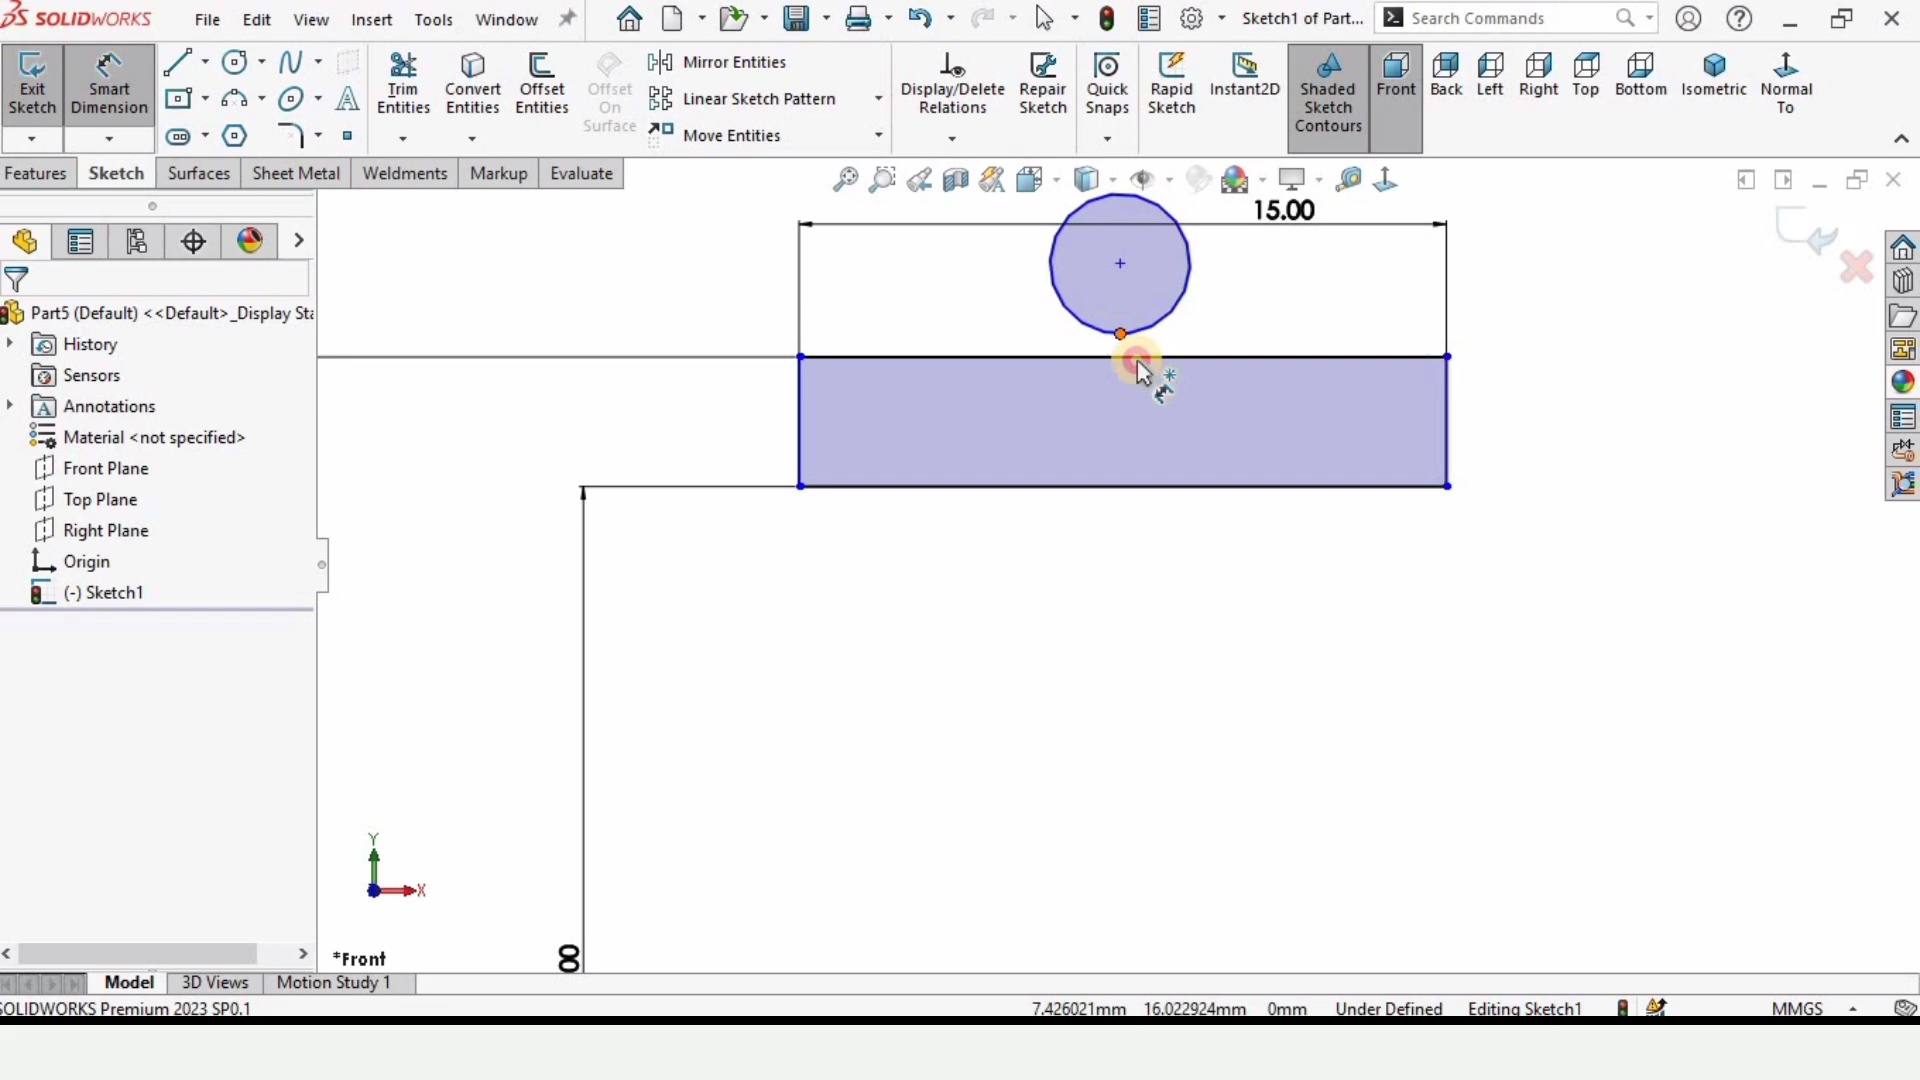 SOLIDWORKS File Edit View Insert Tools Window Sketch1 of Part... Search Commands
Exit Sketch
Smart Dimension
Trim Entities
Convert Entities
Offset Entities
Offset On Surface
Mirror Entities
Linear Sketch Pattern
Move Entities
Display/Delete Relations
Repair Sketch
Quick Snaps
Rapid Sketch
Instant2D
Shaded Sketch Contours
Front
Back
Left
Right
Top
Bottom
Isometric
Normal To
Features Sketch Surfaces Sheet Metal Weldments Markup Evaluate
15.00
Part5 (Default) <<Default>_Display Sta
History
Sensors
Annotations
Material <not specified>
Front Plane
Top Plane
Right Plane
Origin
(-) Sketch1
Y
X
*Front
00
Model 3D Views Motion Study 1
SOLIDWORKS Premium 2023 SP0.1 7.426021mm 16.022924mm 0mm Under Defined Editing Sketch1 MMGS